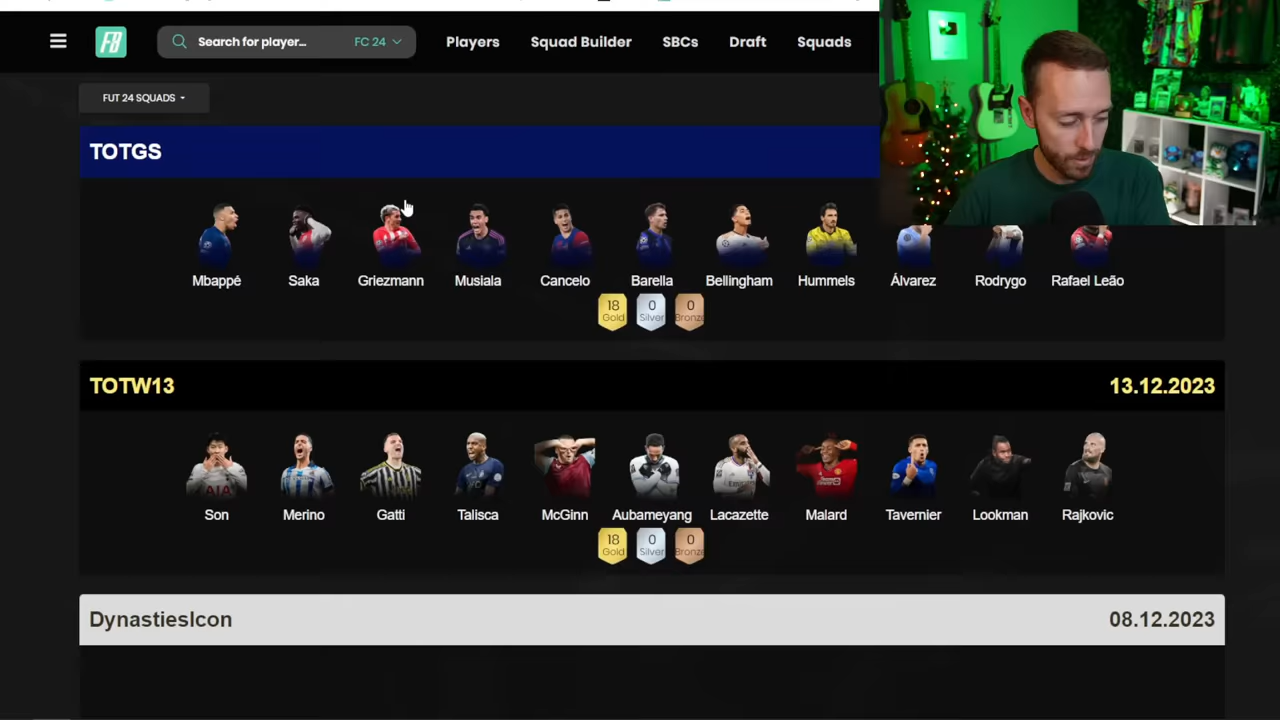 FB
Search for player...
FC 24
Players
Squad Builder
SBCs
Draft
Squads
FUT 24 SQUADS
TOTGS
Mbappé
Saka
Griezmann
Musiala
Cancelo
Barella
Bellingham
Hummels
Álvarez
Rodrygo
Rafael Leão
18
Gold
0
Silver
0
Bronze
TOTW13
13.12.2023
AIA
Son
Merino
Gatti
Talisca
McGinn
Aubameyang
Lacazette
Malard
Tavernier
Lookman
Rajkovic
18
Gold
0
Silver
0
Bronze
DynastiesIcon
08.12.2023